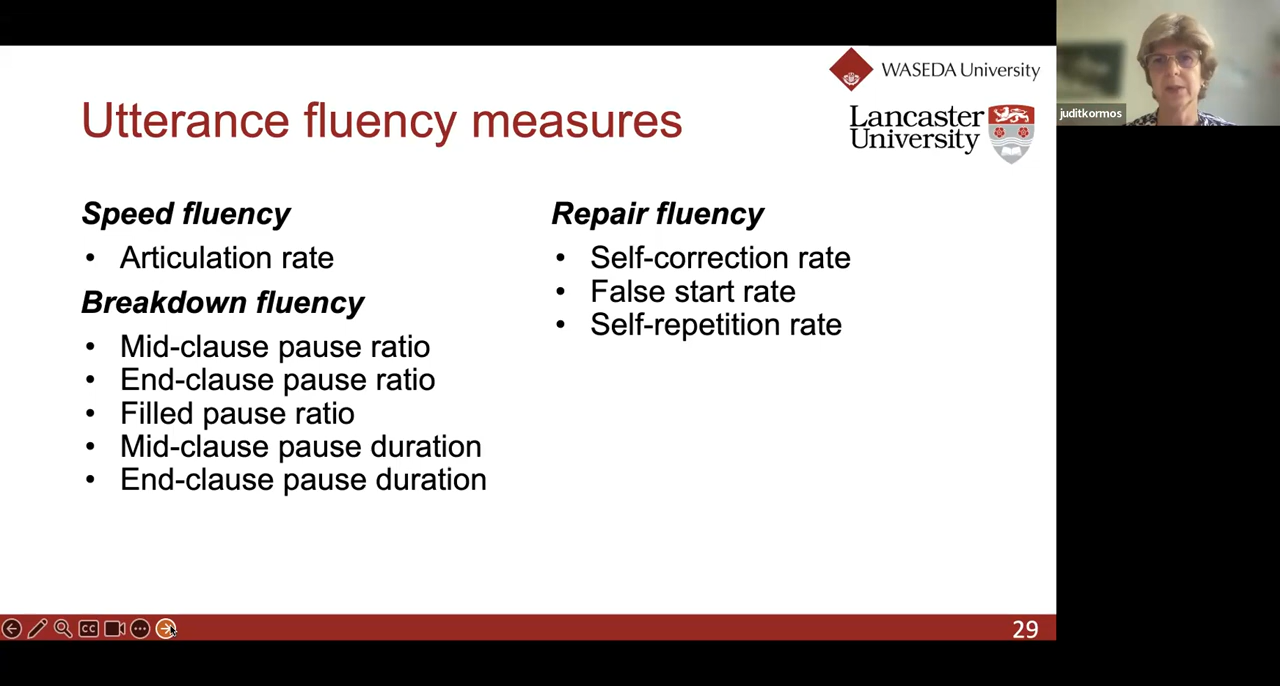 WASEDA University
Lancaster
University
Utterance fluency measures
Speed fluency
• Articulation rate
Breakdown fluency
• Mid-clause pause ratio
• End-clause pause ratio
• Filled pause ratio
• Mid-clause pause duration
• End-clause pause duration
Repair fluency
• Self-correction rate
• False start rate
• Self-repetition rate
juditkormos
CC
29